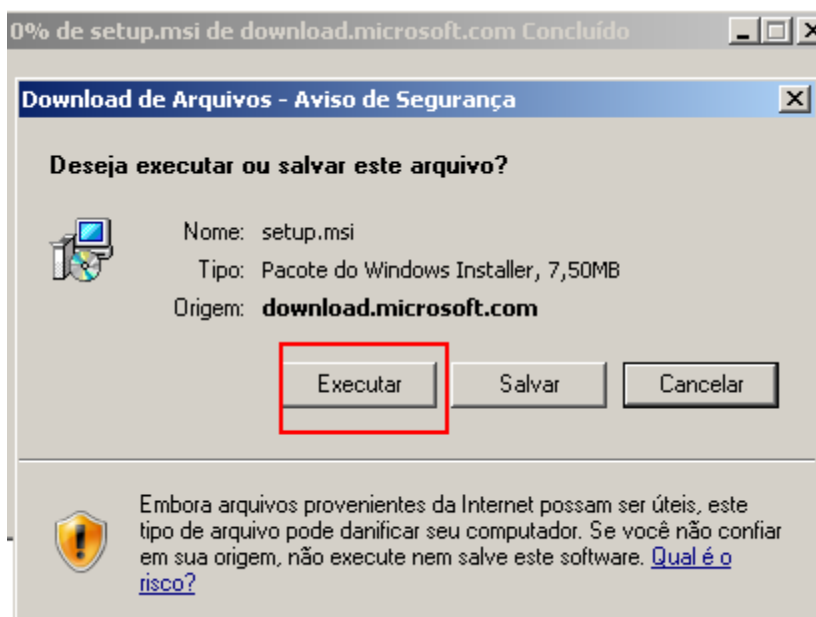 0% de setup.msi de download.microsoft.com Concluído
Download de Arquivos - Aviso de Segurança
Deseja executar ou salvar este arquivo?
Nome: setup.msi
Tipo: Pacote do Windows Installer, 7,50MB
Origem: download.microsoft.com
Executar Salvar Cancelar
Embora arquivos provenientes da Internet possam ser úteis, este
tipo de arquivo pode danificar seu computador. Se você não confiar
em sua origem, não execute nem salve este software. Qual é o
risco?